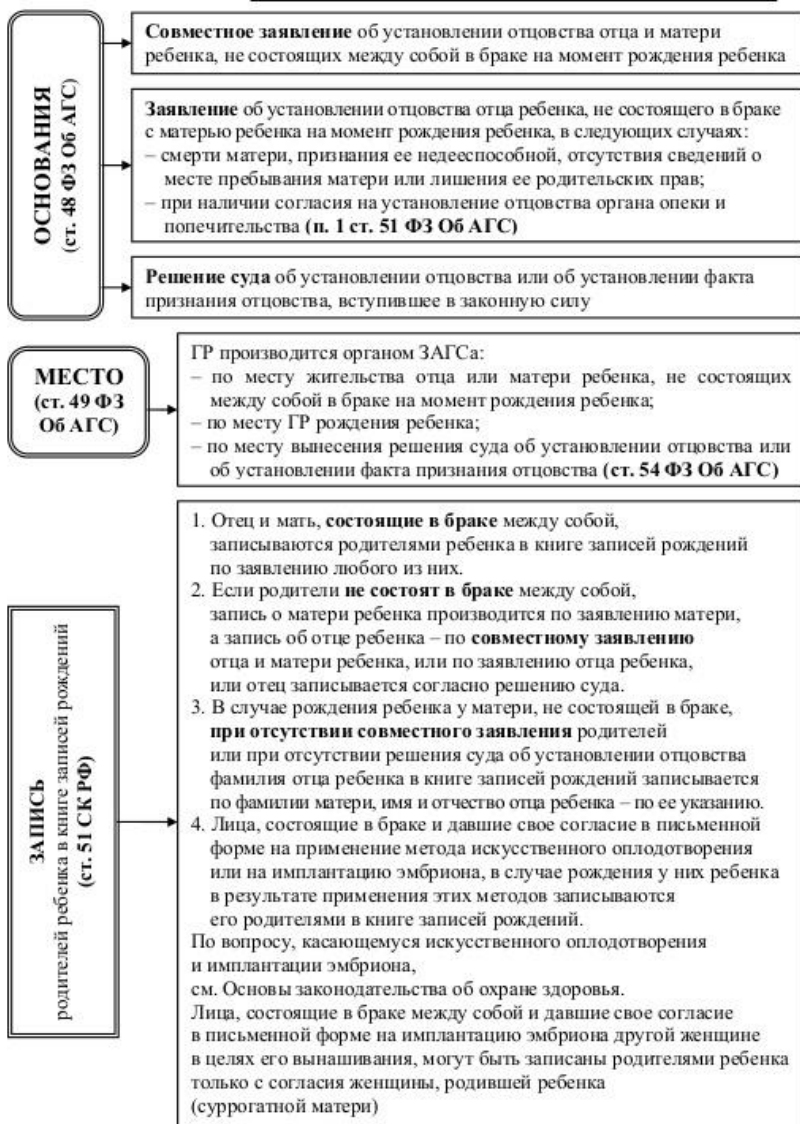 ОСНОВАНИЯ
(ст. 48 ФЗ Об АГС)
Совместное заявление об установлении отцовства отца и матери
ребенка, не состоящих между собой в браке на момент рождения ребенка
Заявление об установлении отцовства отца ребенка, не состоящего в браке
с матерью ребенка на момент рождения ребенка, в следующих случаях:
– смерти матери, признания ее недееспособной, отсутствия сведений о
месте пребывания матери или лишения ее родительских прав;
– при наличии согласия на установление отцовства органа опеки и
попечительства (п. 1 ст. 51 ФЗ Об АГС)
Решение суда об установлении отцовства или об установлении факта
признания отцовства, вступившее в законную силу
МЕСТО
(ст. 49 ФЗ
Об АГС)
ГР производится органом ЗАГСа:
– по месту жительства отца или матери ребенка, не состоящих
между собой в браке на момент рождения ребенка;
– по месту ГР рождения ребенка;
– по месту вынесения решения суда об установлении отцовства или
об установлении факта признания отцовства (ст. 54 ФЗ Об АГС)
ЗАПИСЬ
родителей ребенка в книге записей рождений
(ст. 51 СК РФ)
1. Отец и мать, состоящие в браке между собой,
записываются родителями ребенка в книге записей рождений
по заявлению любого из них.
2. Если родители не состоят в браке между собой,
запись о матери ребенка производится по заявлению матери,
а запись об отце ребенка – по совместному заявлению
отца и матери ребенка, или по заявлению отца ребенка,
или отец записывается согласно решению суда.
3. В случае рождения ребенка у матери, не состоящей в браке,
при отсутствии совместного заявления родителей
или при отсутствии решения суда об установлении отцовства
фамилия отца ребенка в книге записей рождений записывается
по фамилии матери, имя и отчество отца ребенка – по ее указанию.
4. Лица, состоящие в браке и давшие свое согласие в письменной
форме на применение метода искусственного оплодотворения
или на имплантацию эмбриона, в случае рождения у них ребенка
в результате применения этих методов записываются
его родителями в книге записей рождений.
По вопросу, касающемуся искусственного оплодотворения
и имплантации эмбриона,
см. Основы законодательства об охране здоровья.
Лица, состоящие в браке между собой и давшие свое согласие
в письменной форме на имплантацию эмбриона другой женщине
в целях его вынашивания, могут быть записаны родителями ребенка
только с согласия женщины, родившей ребенка
(суррогатной матери)